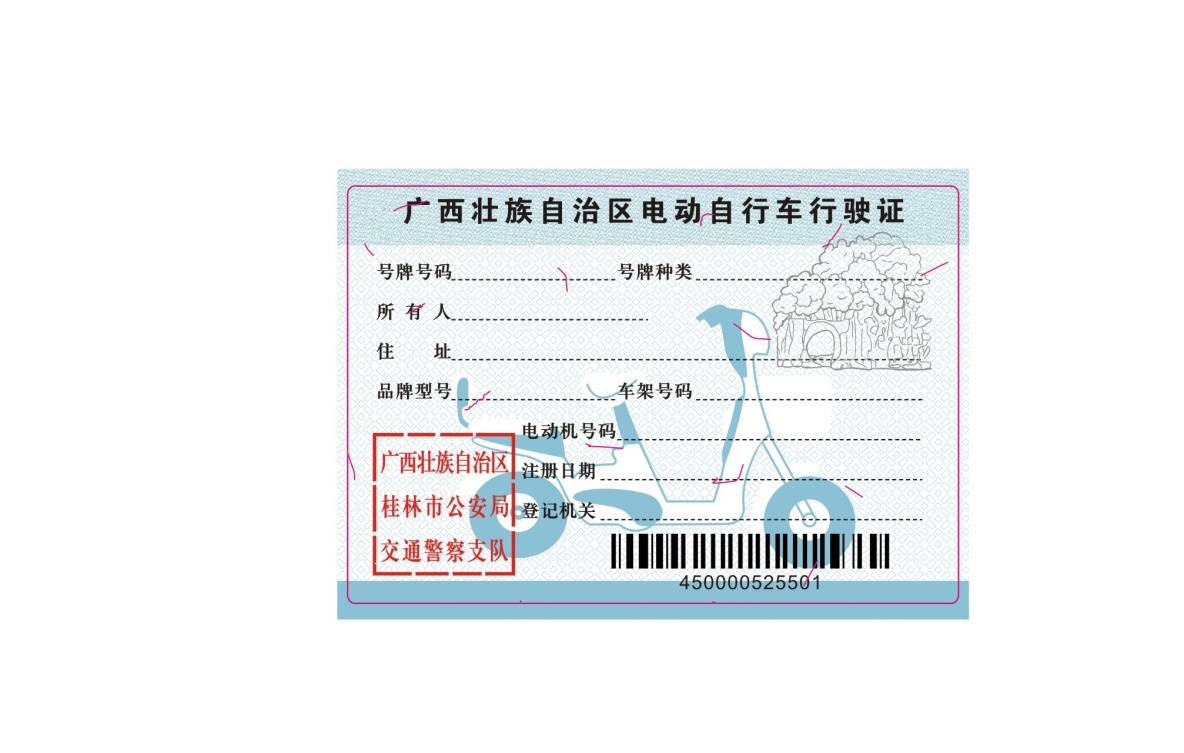 广西壮族自治区电动自行车行驶证
号牌号码 号牌种类
所有人
住址
品牌型号 车架号码
电动机号码
注册日期
登记机关
广西壮族自治区
桂林市公安局
交通警察支队
450000525501